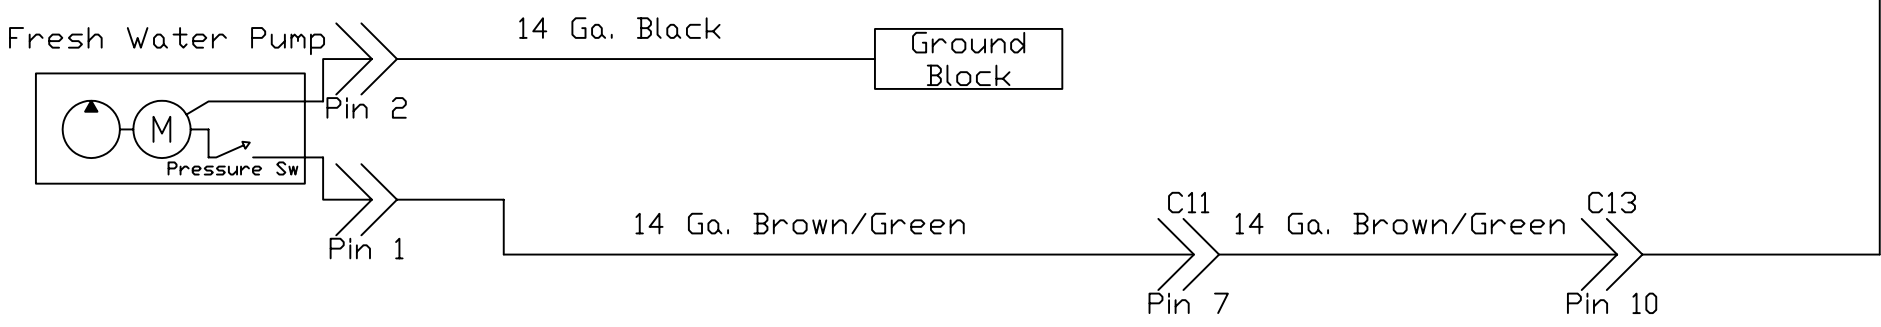 Fresh Water Pump
14 Ga. Black
Ground
Block
Pin 2
M
Pressure Sw
Pin 1
14 Ga. Brown/Green
C11
14 Ga. Brown/Green
C13
Pin 7
Pin 10